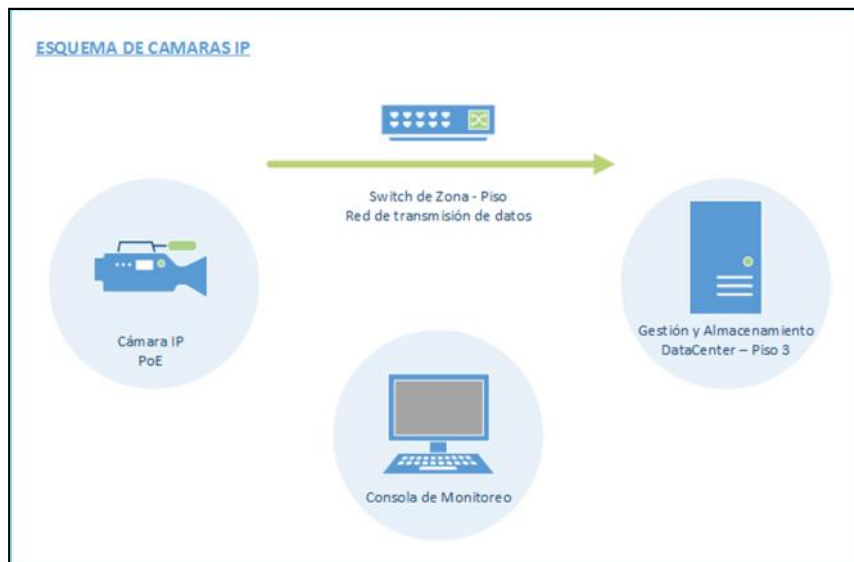 ESQUEMA DE CAMARAS IP
Switch de Zona - Piso
Red de transmisión de datos
Cámara IP
PoE
Gestión y Almacenamiento
DataCenter – Piso 3
Consola de Monitoreo